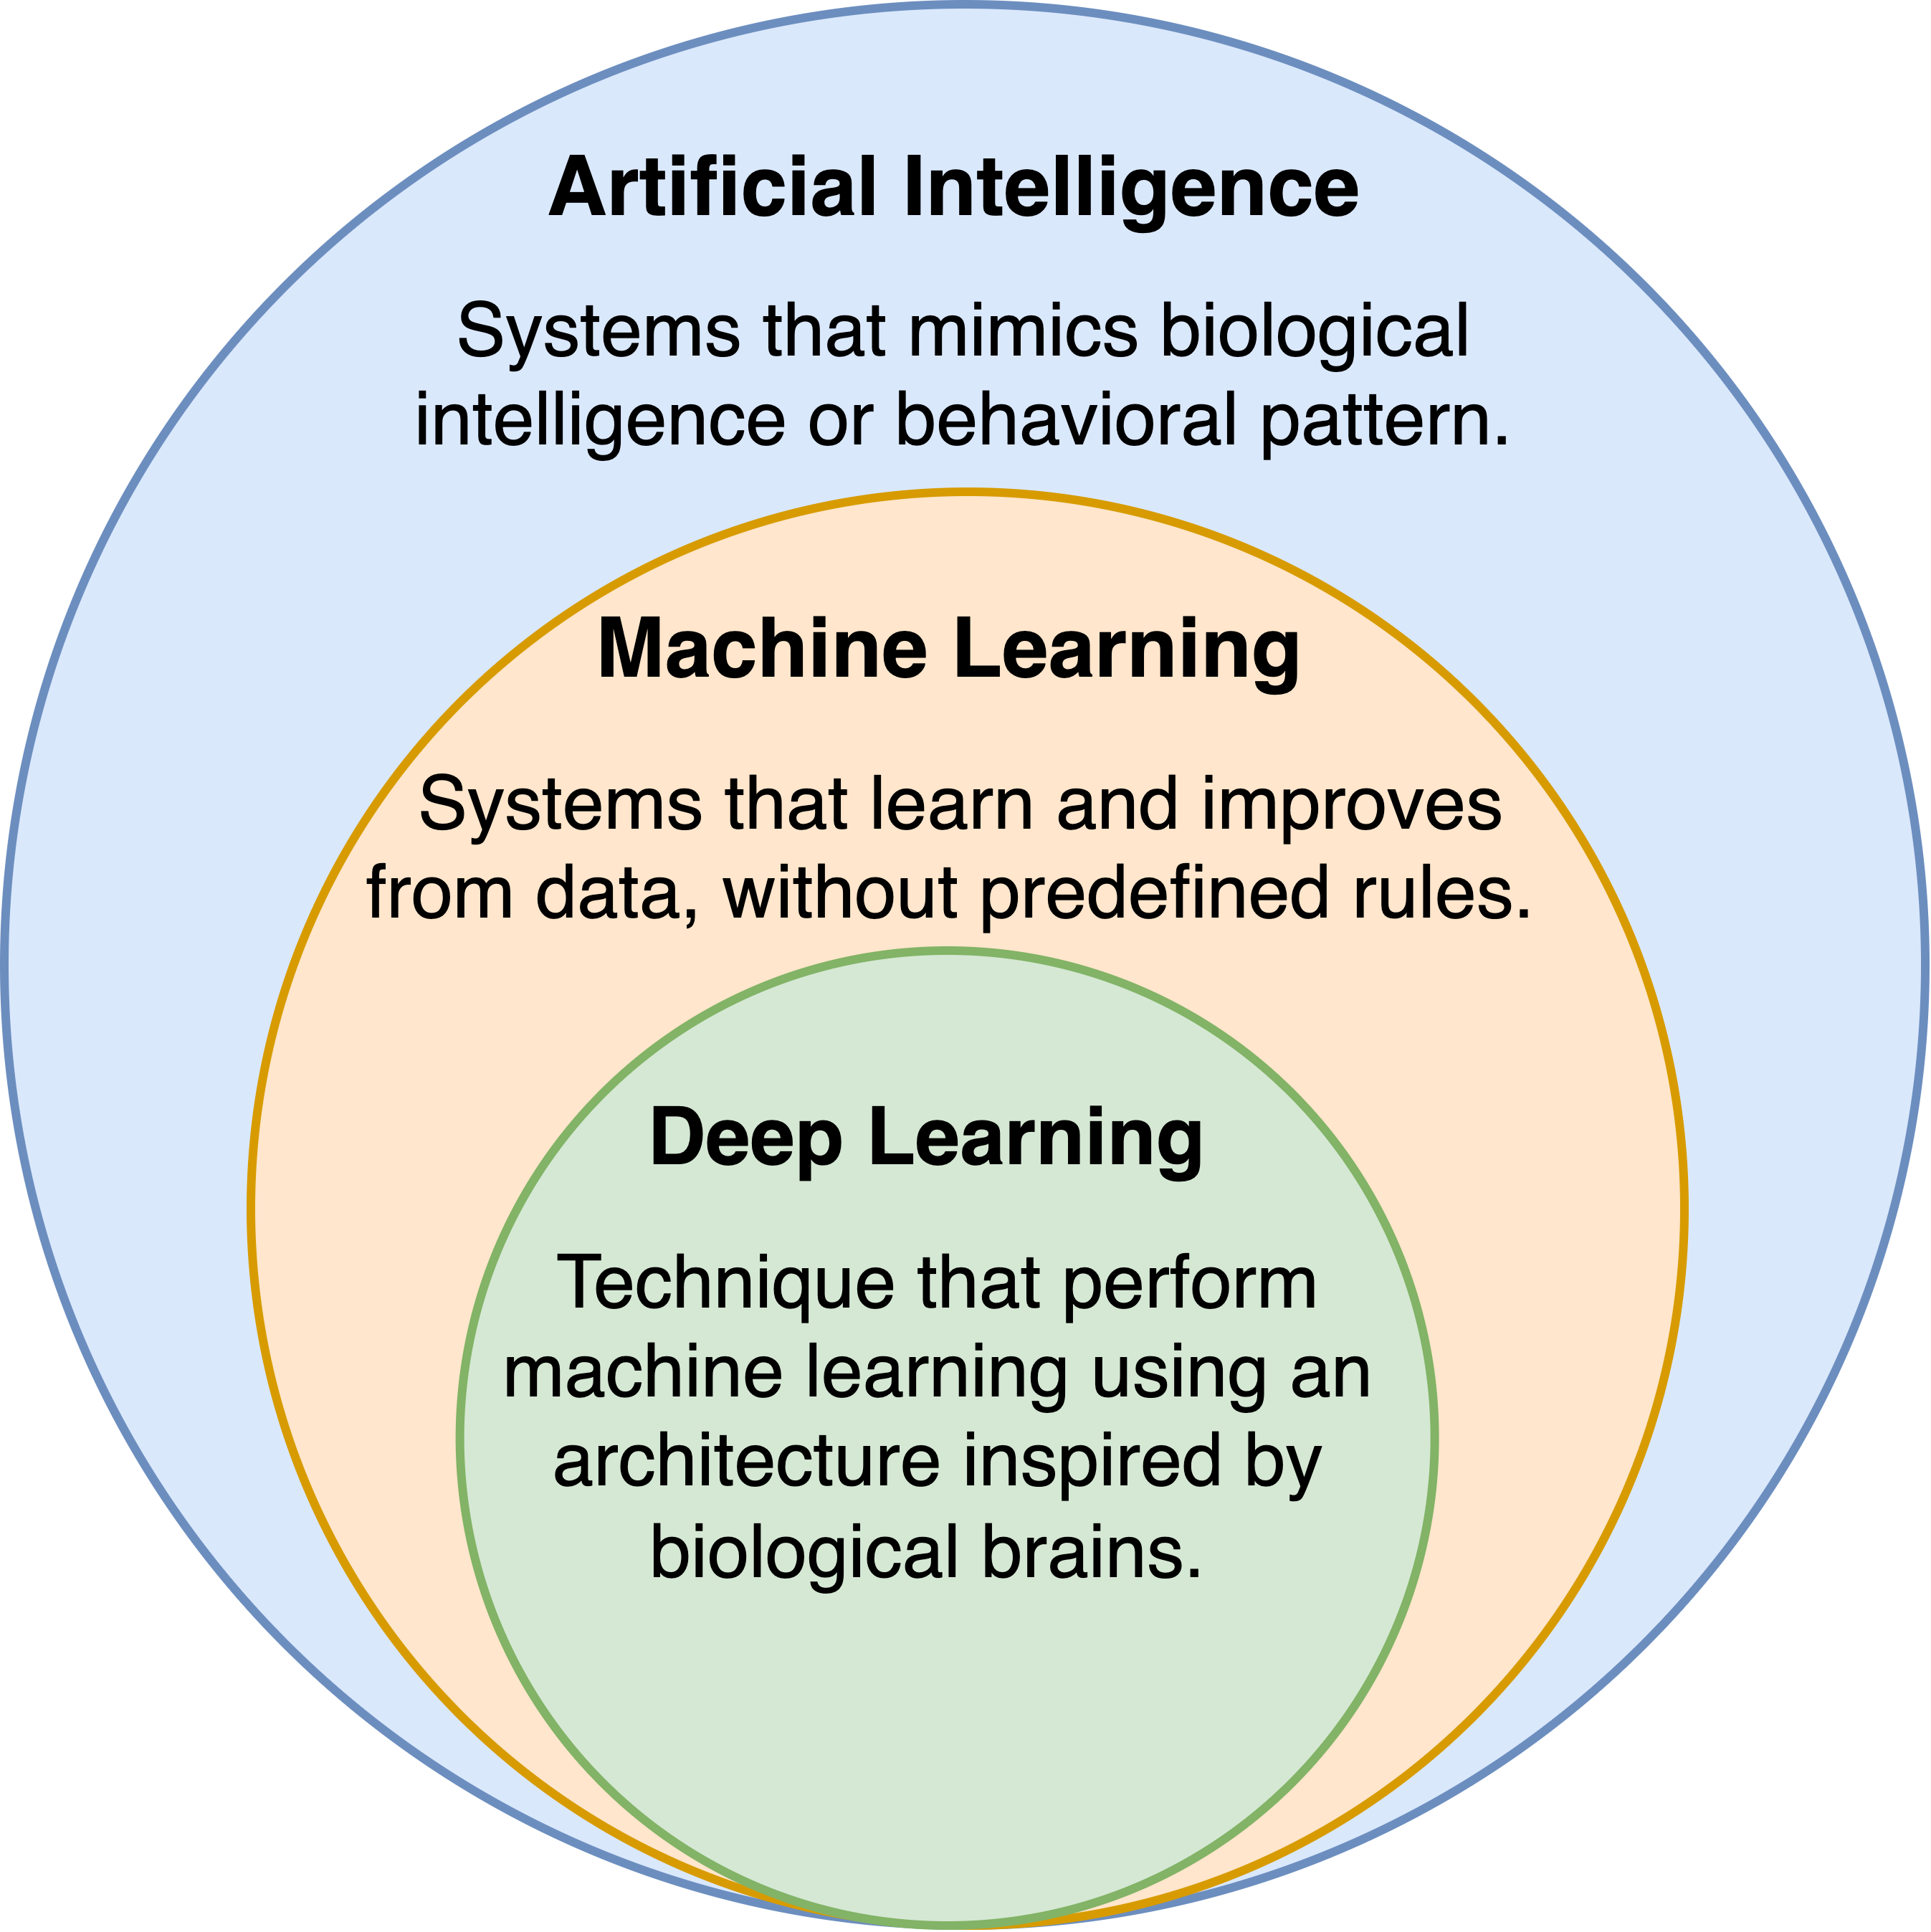 Artificial Intelligence
Systems that mimics biological
intelligence or behavioral pattern.
Machine Learning
Systems that learn and improves
from data, without predefined rules.
Deep Learning
Technique that perform
machine learning using an
architecture inspired by
biological brains.